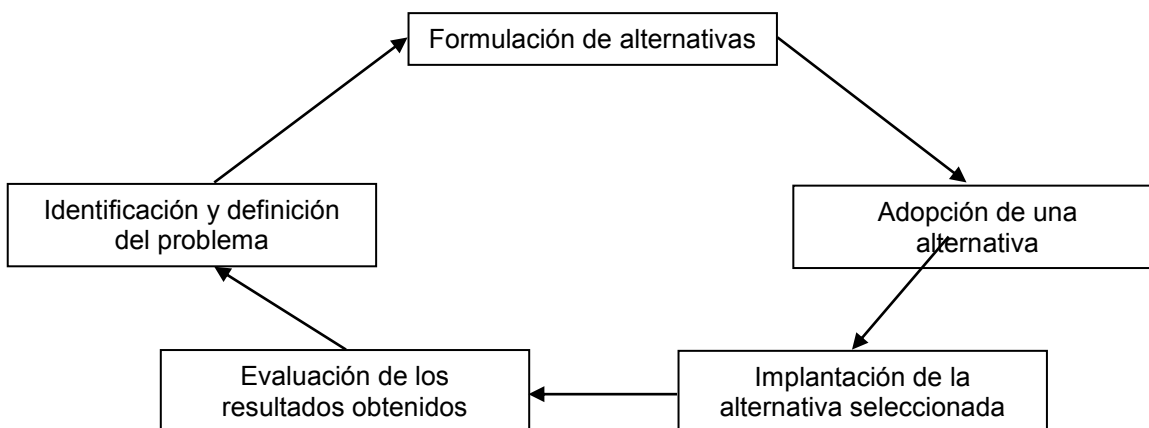 Formulación de alternativas
Identificación y definición
del problema
Adopción de una
alternativa
Evaluación de los
resultados obtenidos
Implantación de la
alternativa seleccionada